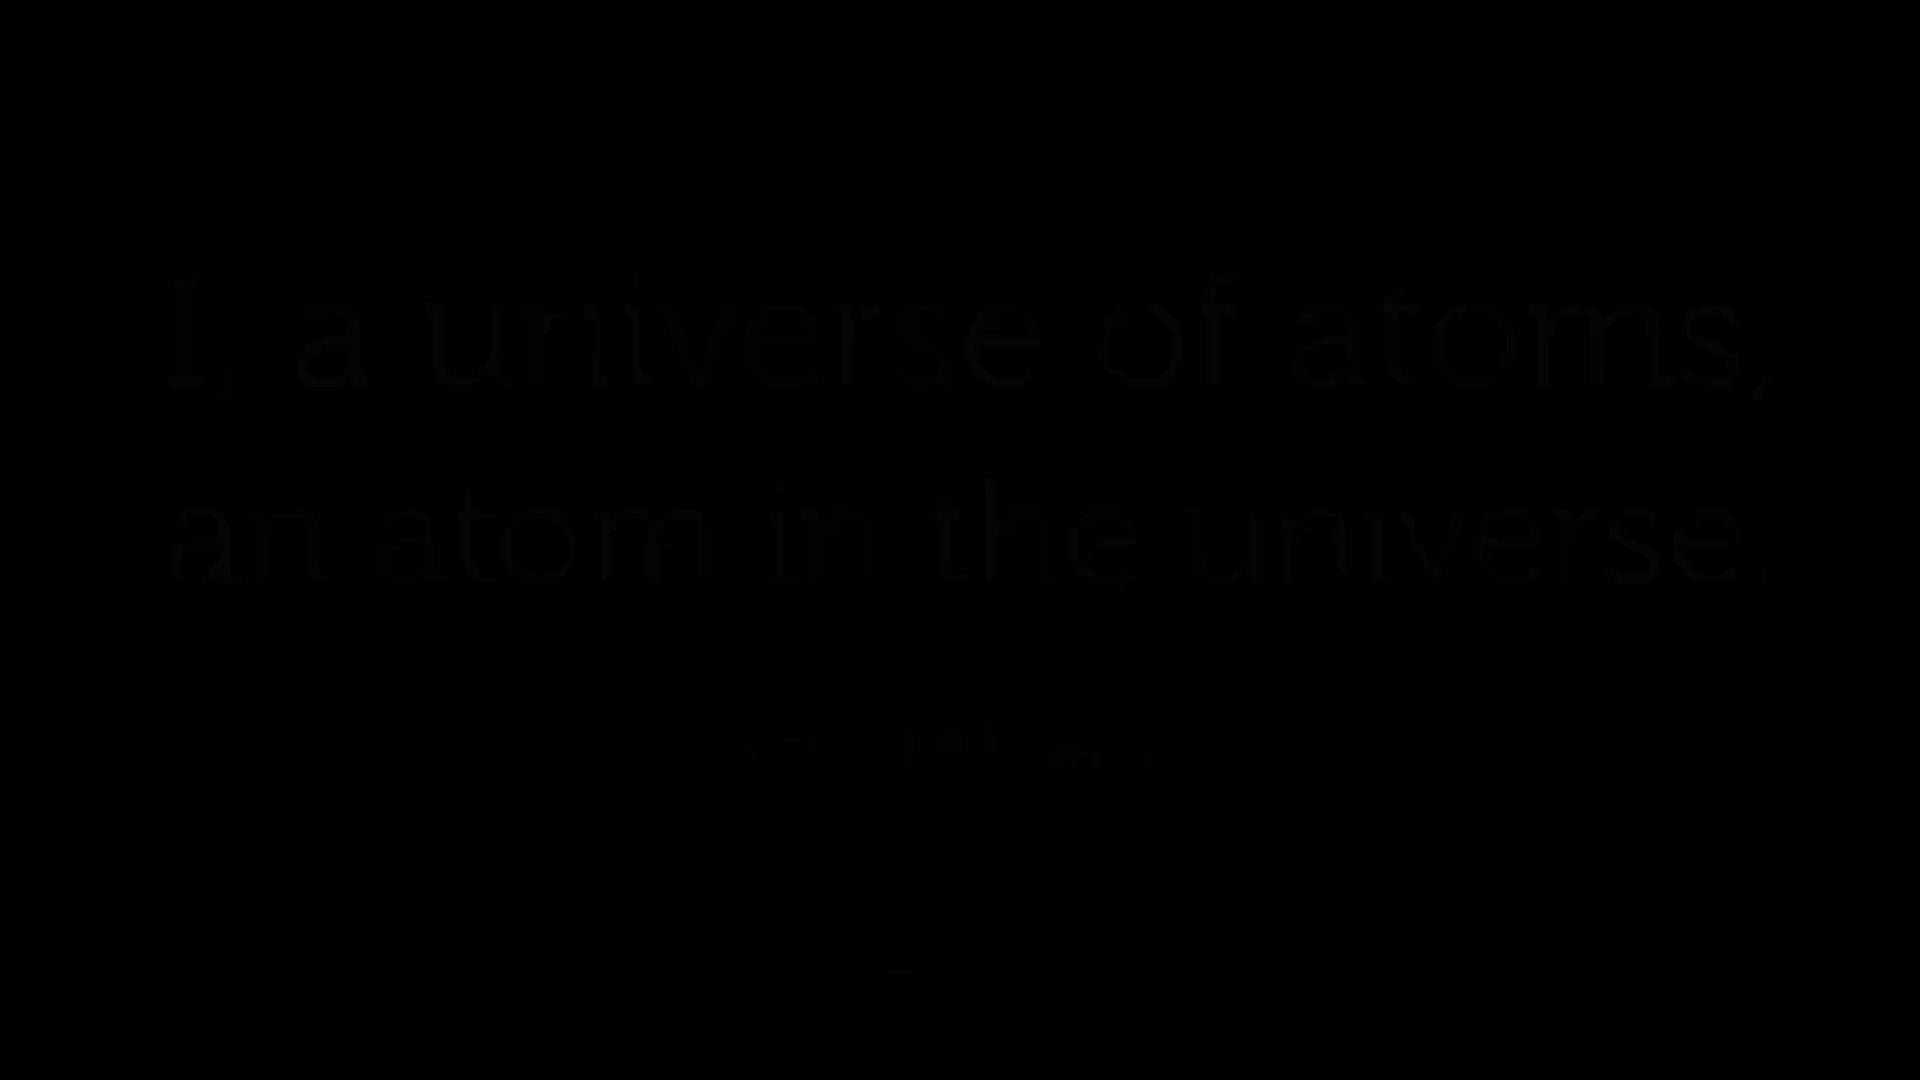 I, a universe of atoms,
an atom in the universe.